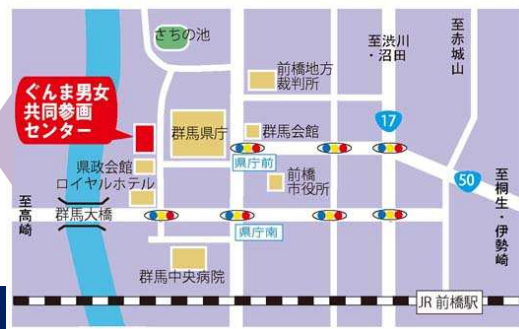 さちの池
至渋川
・沼田
至赤城山
ぐんま男女
共同参画
センター
前橋地方
裁判所
群馬県庁
群馬会館
17
県庁前
県政会館
ロイヤルホテル
前橋
市役所
50
至高崎
群馬大橋
至桐生・伊勢崎
県庁南
群馬中央病院
JR 前橋駅